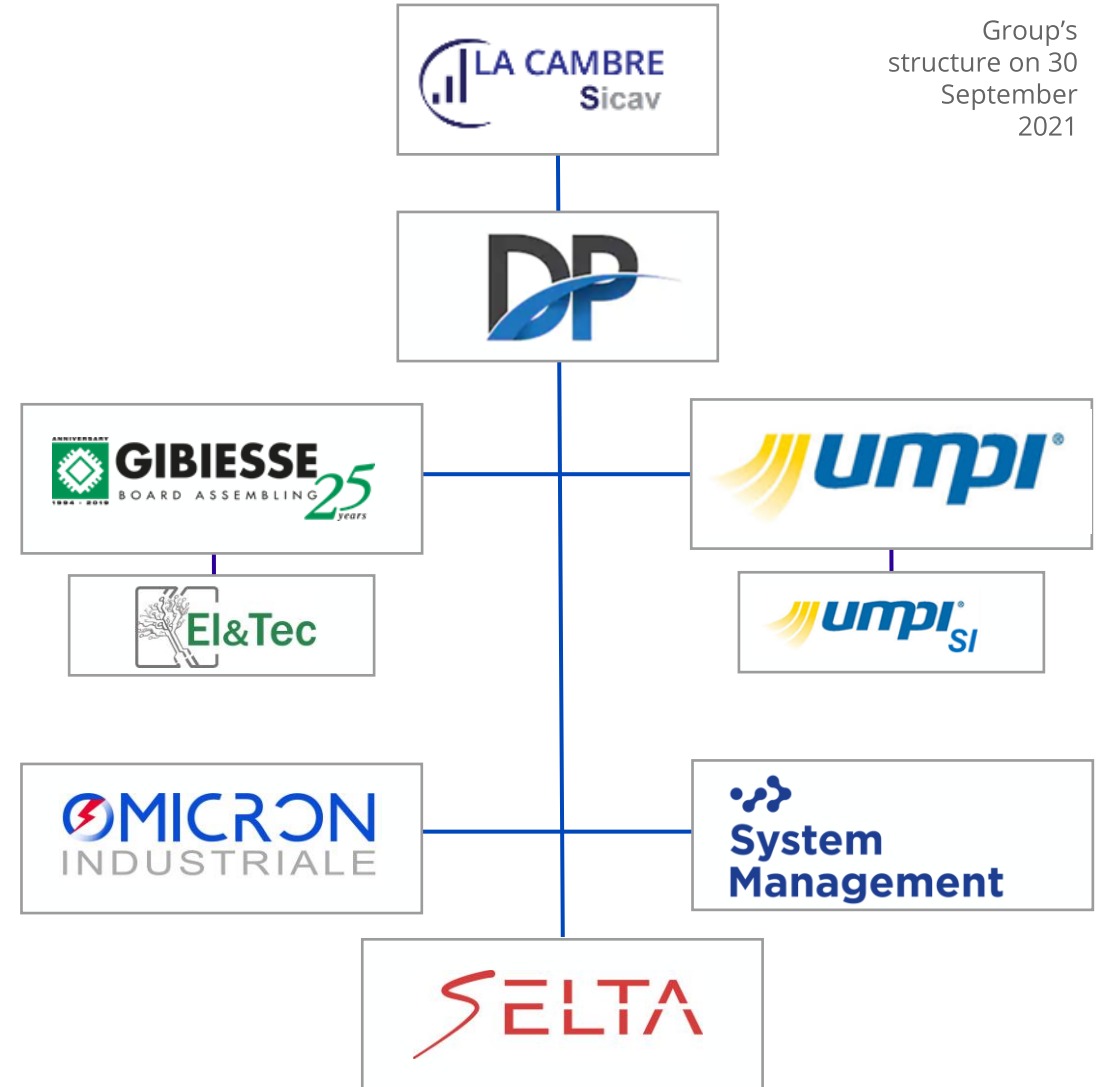 LA CAMBRE
Sicav
Group’s
structure on 30
September
2021
DP
ANNIVERSARY
GIBIESSE
BOARD ASSEMBLING
25
years
1994 - 2019
umpi®
El&Tec
umpi®
SI
OMICRON
INDUSTRIALE
System
Management
SELTA